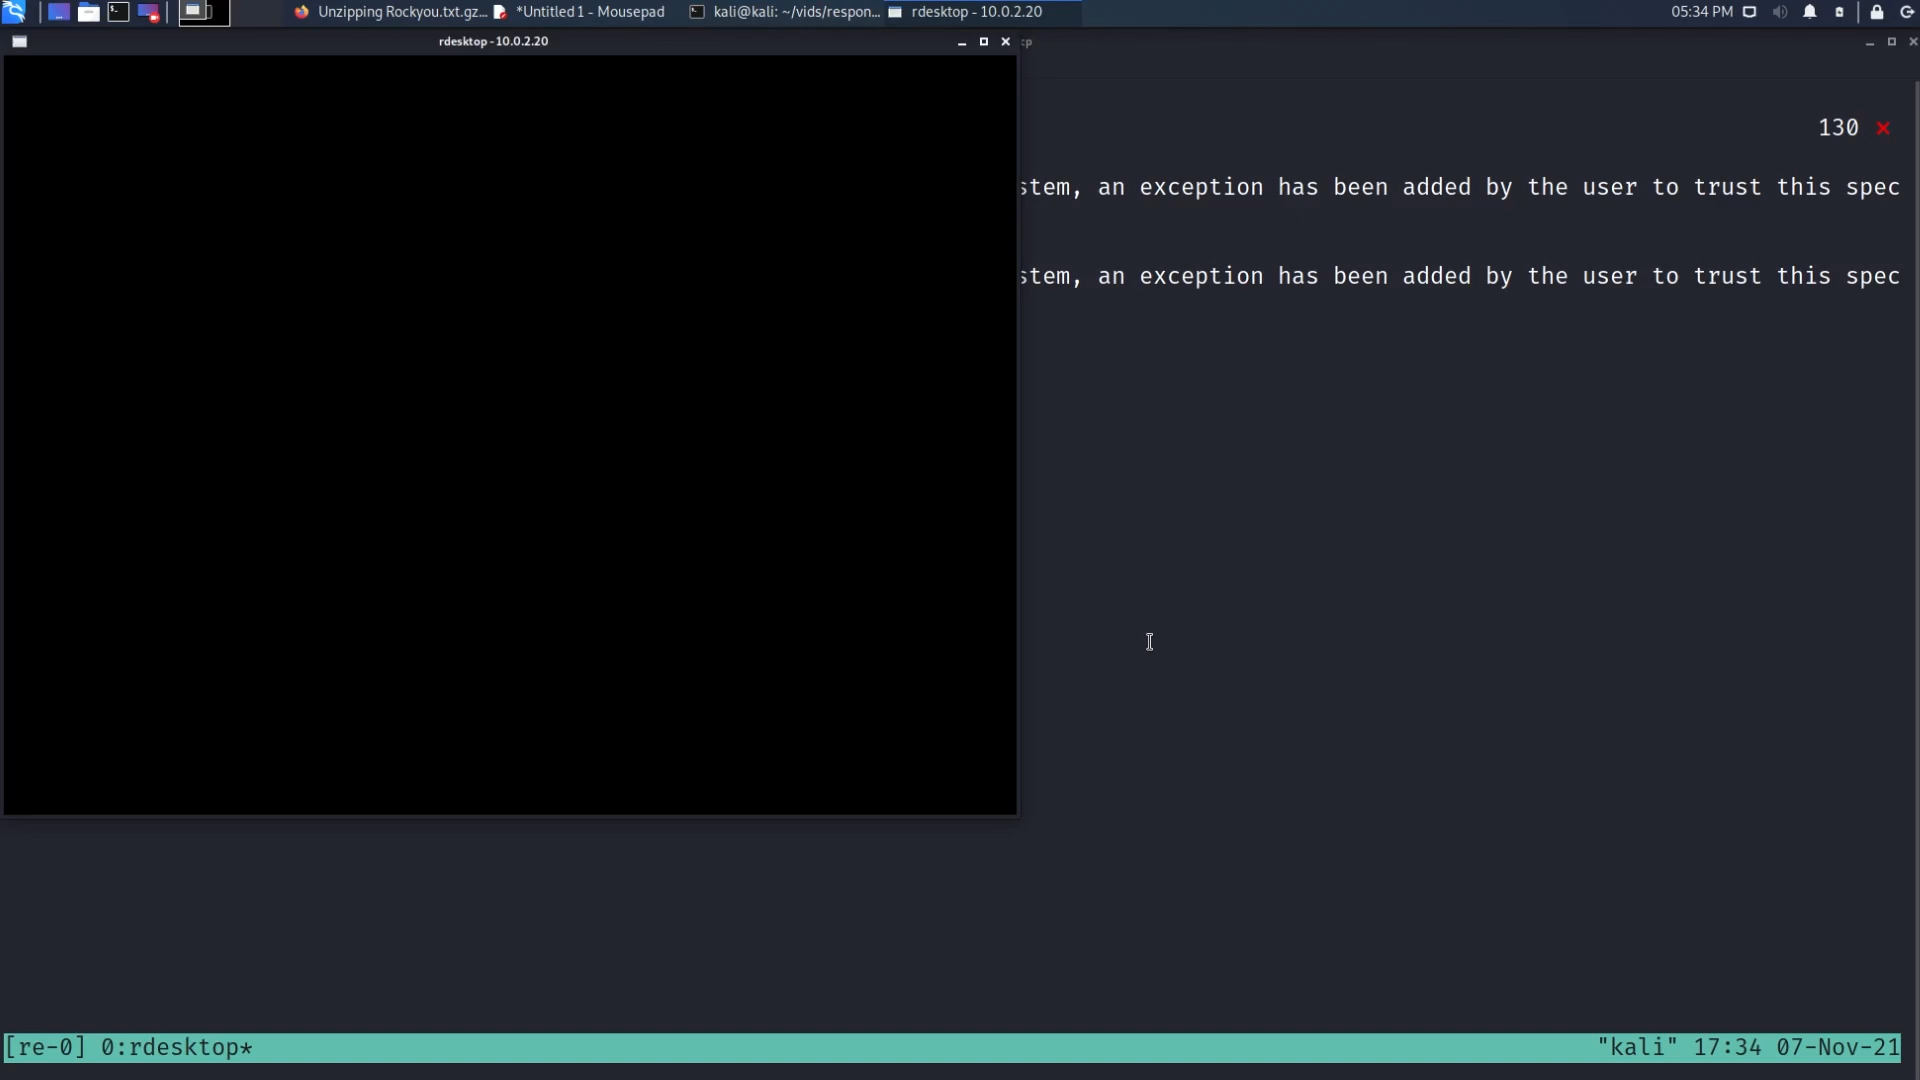 Unzipping Rockyou.txt.gz... *Untitled 1 - Mousepad kali@kali: ~/vids/respon... rdesktop - 10.0.2.20 05:34 PM
rdesktop - 10.0.2.20
130 ×
stem, an exception has been added by the user to trust this spec
stem, an exception has been added by the user to trust this spec
[re-0] 0:rdesktop* "kali" 17:34 07-Nov-21